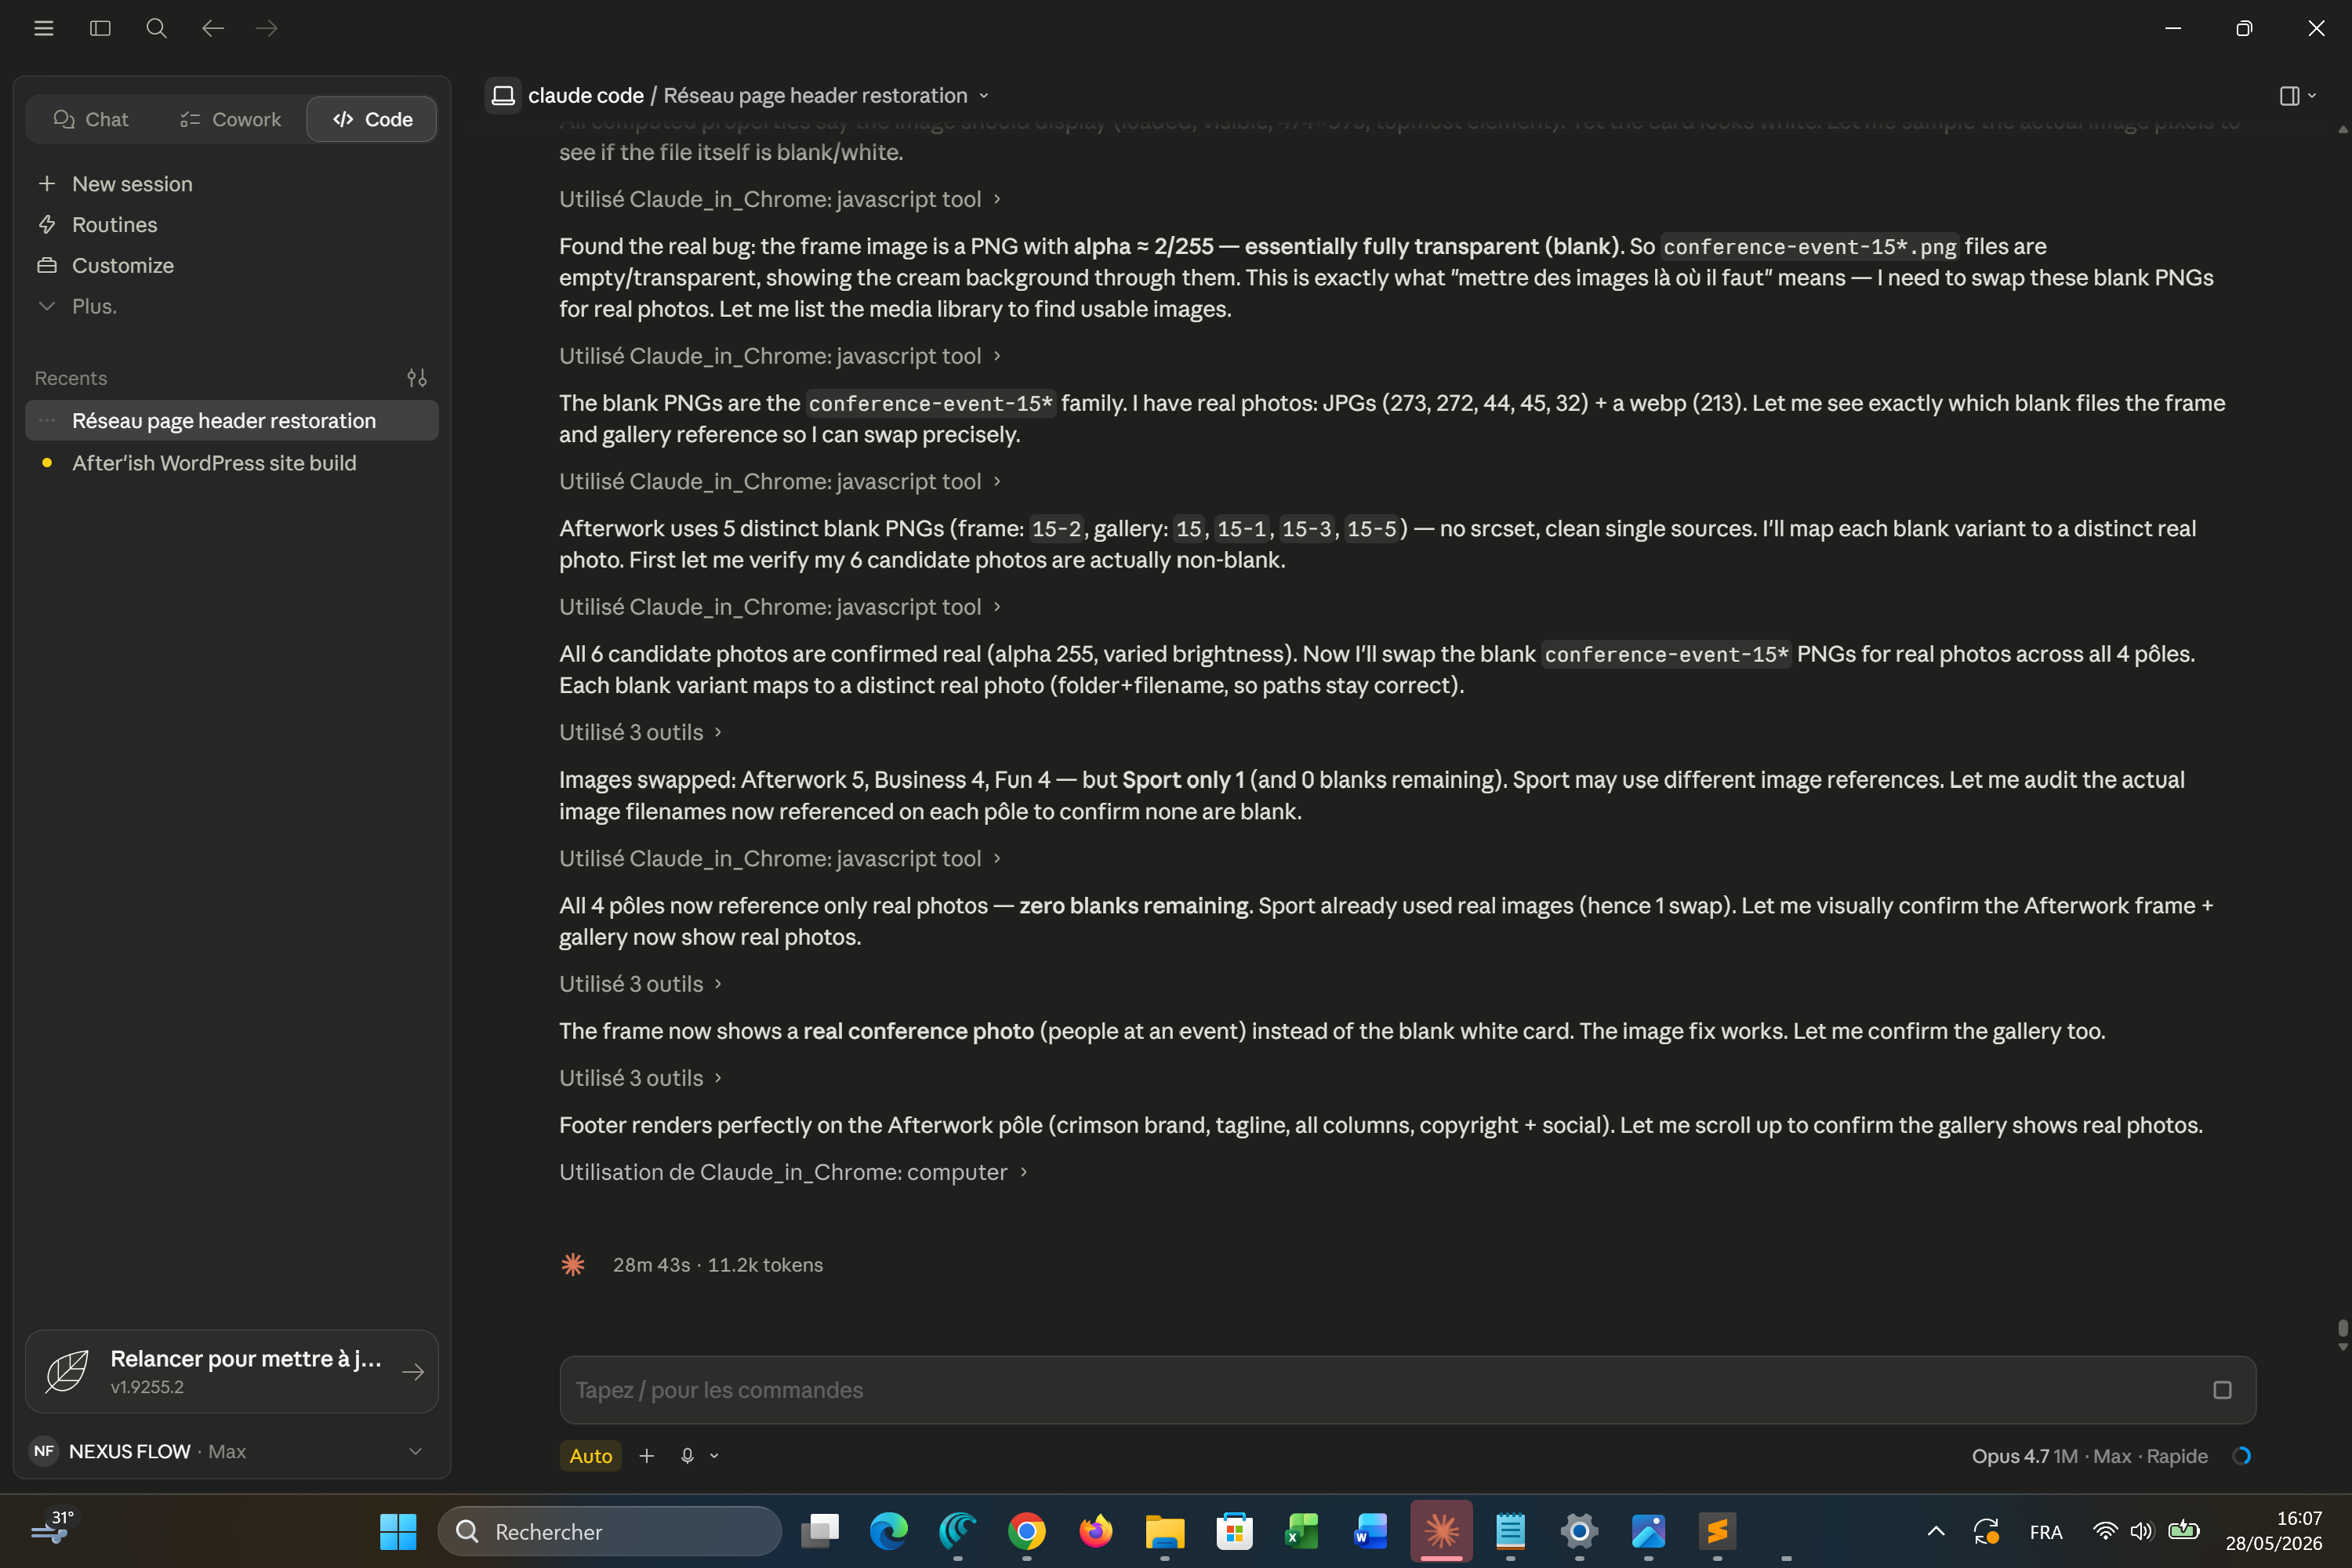 Chat
Cowork
Code
New session
Routines
Customize
Plus.
Recents
Réseau page header restoration
After'ish WordPress site build
Relancer pour mettre à j...
v1.9255.2
NF NEXUS FLOW · Max
claude code / Réseau page header restoration
see if the file itself is blank/white.
Utilisé Claude_in_Chrome: javascript tool
Found the real bug: the frame image is a PNG with alpha ≈ 2/255 — essentially fully transparent (blank). So conference-event-15*.png files are
empty/transparent, showing the cream background through them. This is exactly what "mettre des images là où il faut" means — I need to swap these blank PNGs
for real photos. Let me list the media library to find usable images.
Utilisé Claude_in_Chrome: javascript tool
The blank PNGs are the conference-event-15* family. I have real photos: JPGs (273, 272, 44, 45, 32) + a webp (213). Let me see exactly which blank files the frame
and gallery reference so I can swap precisely.
Utilisé Claude_in_Chrome: javascript tool
Afterwork uses 5 distinct blank PNGs (frame: 15-2, gallery: 15, 15-1, 15-3, 15-5) — no srcset, clean single sources. I'll map each blank variant to a distinct real
photo. First let me verify my 6 candidate photos are actually non-blank.
Utilisé Claude_in_Chrome: javascript tool
All 6 candidate photos are confirmed real (alpha 255, varied brightness). Now I'll swap the blank conference-event-15* PNGs for real photos across all 4 pôles.
Each blank variant maps to a distinct real photo (folder+filename, so paths stay correct).
Utilisé 3 outils
Images swapped: Afterwork 5, Business 4, Fun 4 — but Sport only 1 (and 0 blanks remaining). Sport may use different image references. Let me audit the actual
image filenames now referenced on each pôle to confirm none are blank.
Utilisé Claude_in_Chrome: javascript tool
All 4 pôles now reference only real photos — zero blanks remaining. Sport already used real images (hence 1 swap). Let me visually confirm the Afterwork frame +
gallery now show real photos.
Utilisé 3 outils
The frame now shows a real conference photo (people at an event) instead of the blank white card. The image fix works. Let me confirm the gallery too.
Utilisé 3 outils
Footer renders perfectly on the Afterwork pôle (crimson brand, tagline, all columns, copyright + social). Let me scroll up to confirm the gallery shows real photos.
Utilisation de Claude_in_Chrome: computer
28m 43s · 11.2k tokens
Tapez / pour les commandes
Auto
Opus 4.7 1M · Max · Rapide
31°
Rechercher
FRA
16:07
28/05/2026